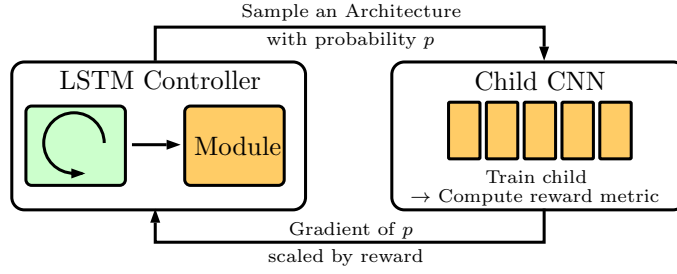 Sample an Architecture
with probability p
LSTM Controller
Module
Child CNN
Train child
→ Compute reward metric
Gradient of p
scaled by reward